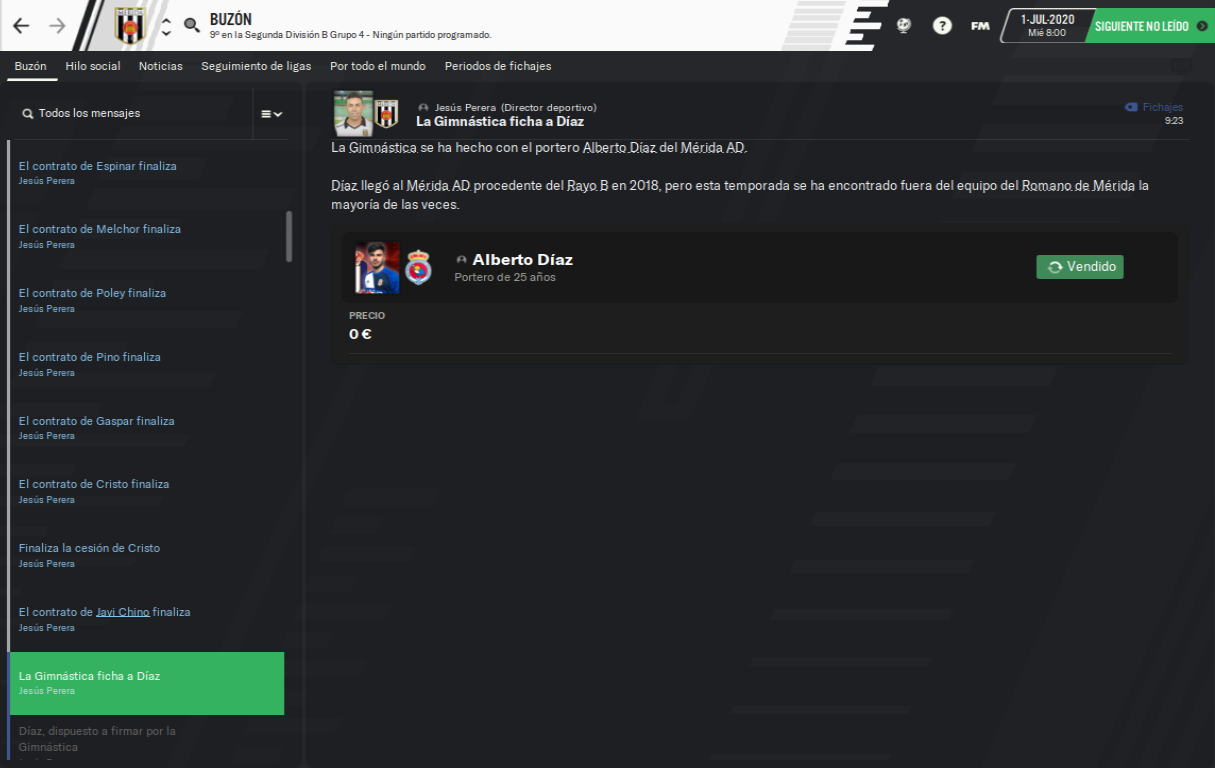 BUZÓN
9º en la Segunda División B Grupo 4 - Ningún partido programado.
?
FM
1-JUL-2020
Mié 8:00
SIGUIENTE NO LEÍDO
Buzón
Hilo social
Noticias
Seguimiento de ligas
Por todo el mundo
Periodos de fichajes
Todos los mensajes
El contrato de Espinar finaliza
Jesús Perera
El contrato de Melchor finaliza
Jesús Perera
El contrato de Poley finaliza
Jesús Perera
El contrato de Pino finaliza
Jesús Perera
El contrato de Gaspar finaliza
Jesús Perera
El contrato de Cristo finaliza
Jesús Perera
Finaliza la cesión de Cristo
Jesús Perera
El contrato de Javi Chino finaliza
Jesús Perera
La Gimnástica ficha a Díaz
Jesús Perera
Díaz, dispuesto a firmar por la
Gimnástica
Jesús Perera (Director deportivo)
La Gimnástica ficha a Díaz
Fichajes
9:23
La Gimnástica se ha hecho con el portero Alberto Díaz del Mérida AD.
Díaz llegó al Mérida AD procedente del Rayo B en 2018, pero esta temporada se ha encontrado fuera del equipo del Romano de Mérida la
mayoría de las veces.
Alberto Díaz
Portero de 25 años
Vendido
PRECIO
0 €